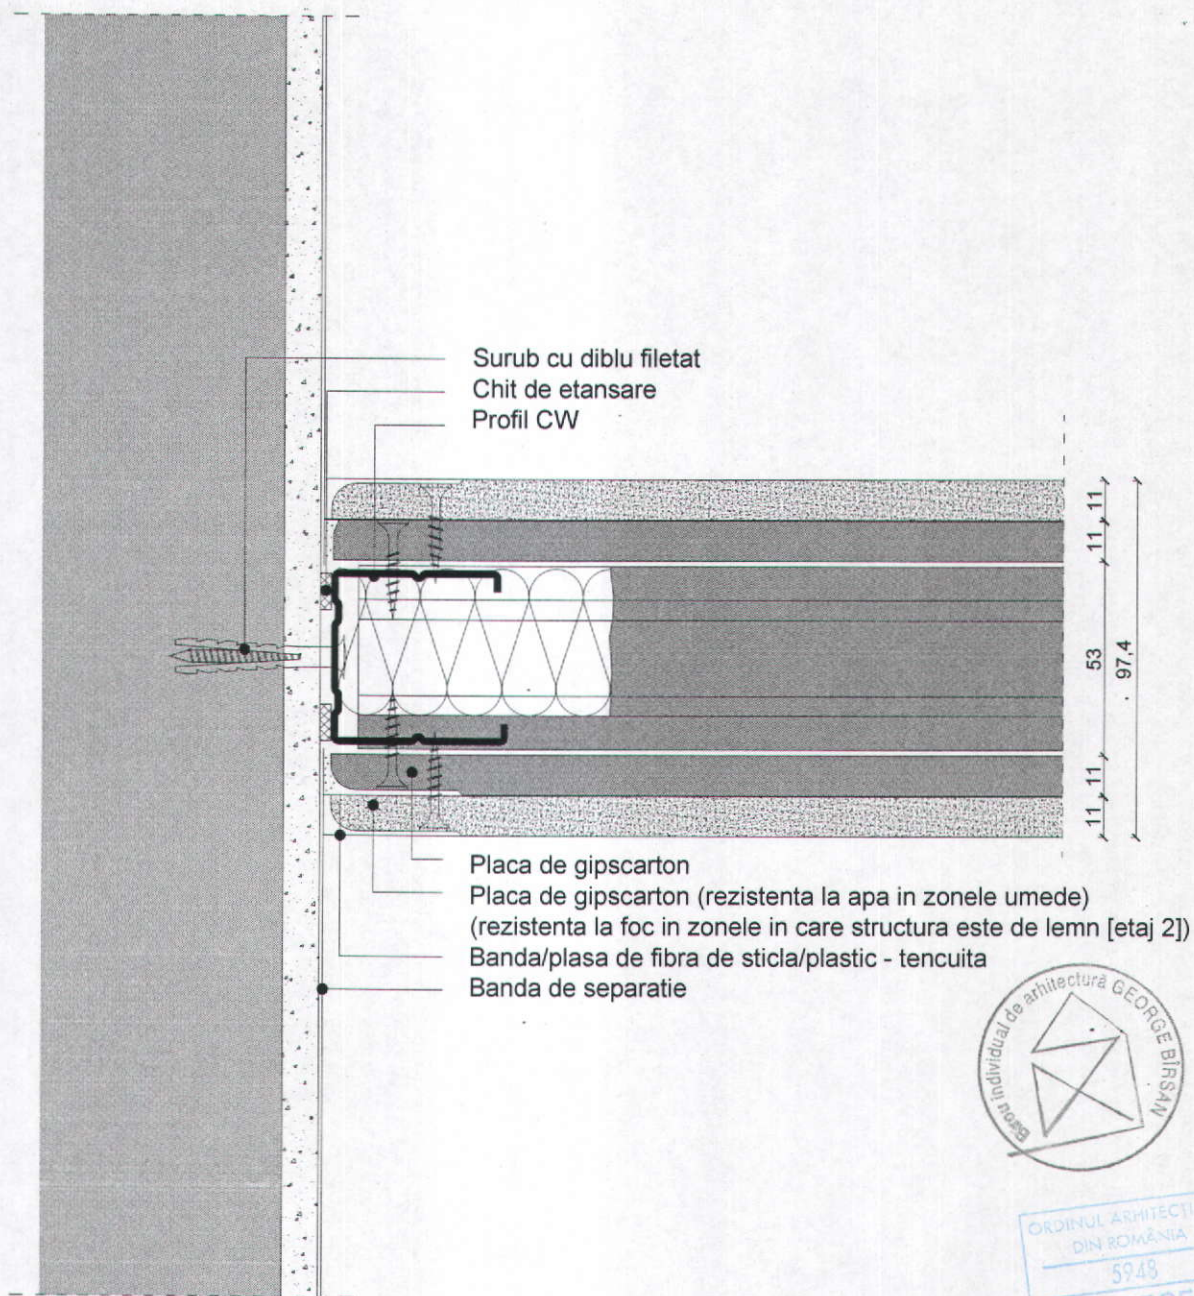 Surub cu diblu filetat
Chit de etansare
Profil CW
11
11
53
97,4
11
11
Placa de gipscarton
Placa de gipscarton (rezistenta la apa in zonele umede)
(rezistenta la foc in zonele in care structura este de lemn [etaj 2])
Banda/plasa de fibra de sticla/plastic - tencuita
Banda de separatie
Birou individual de arhitectură GEORGE BÎRSAN
ORDINUL ARHITECȚI
DIN ROMÂNIA
5948